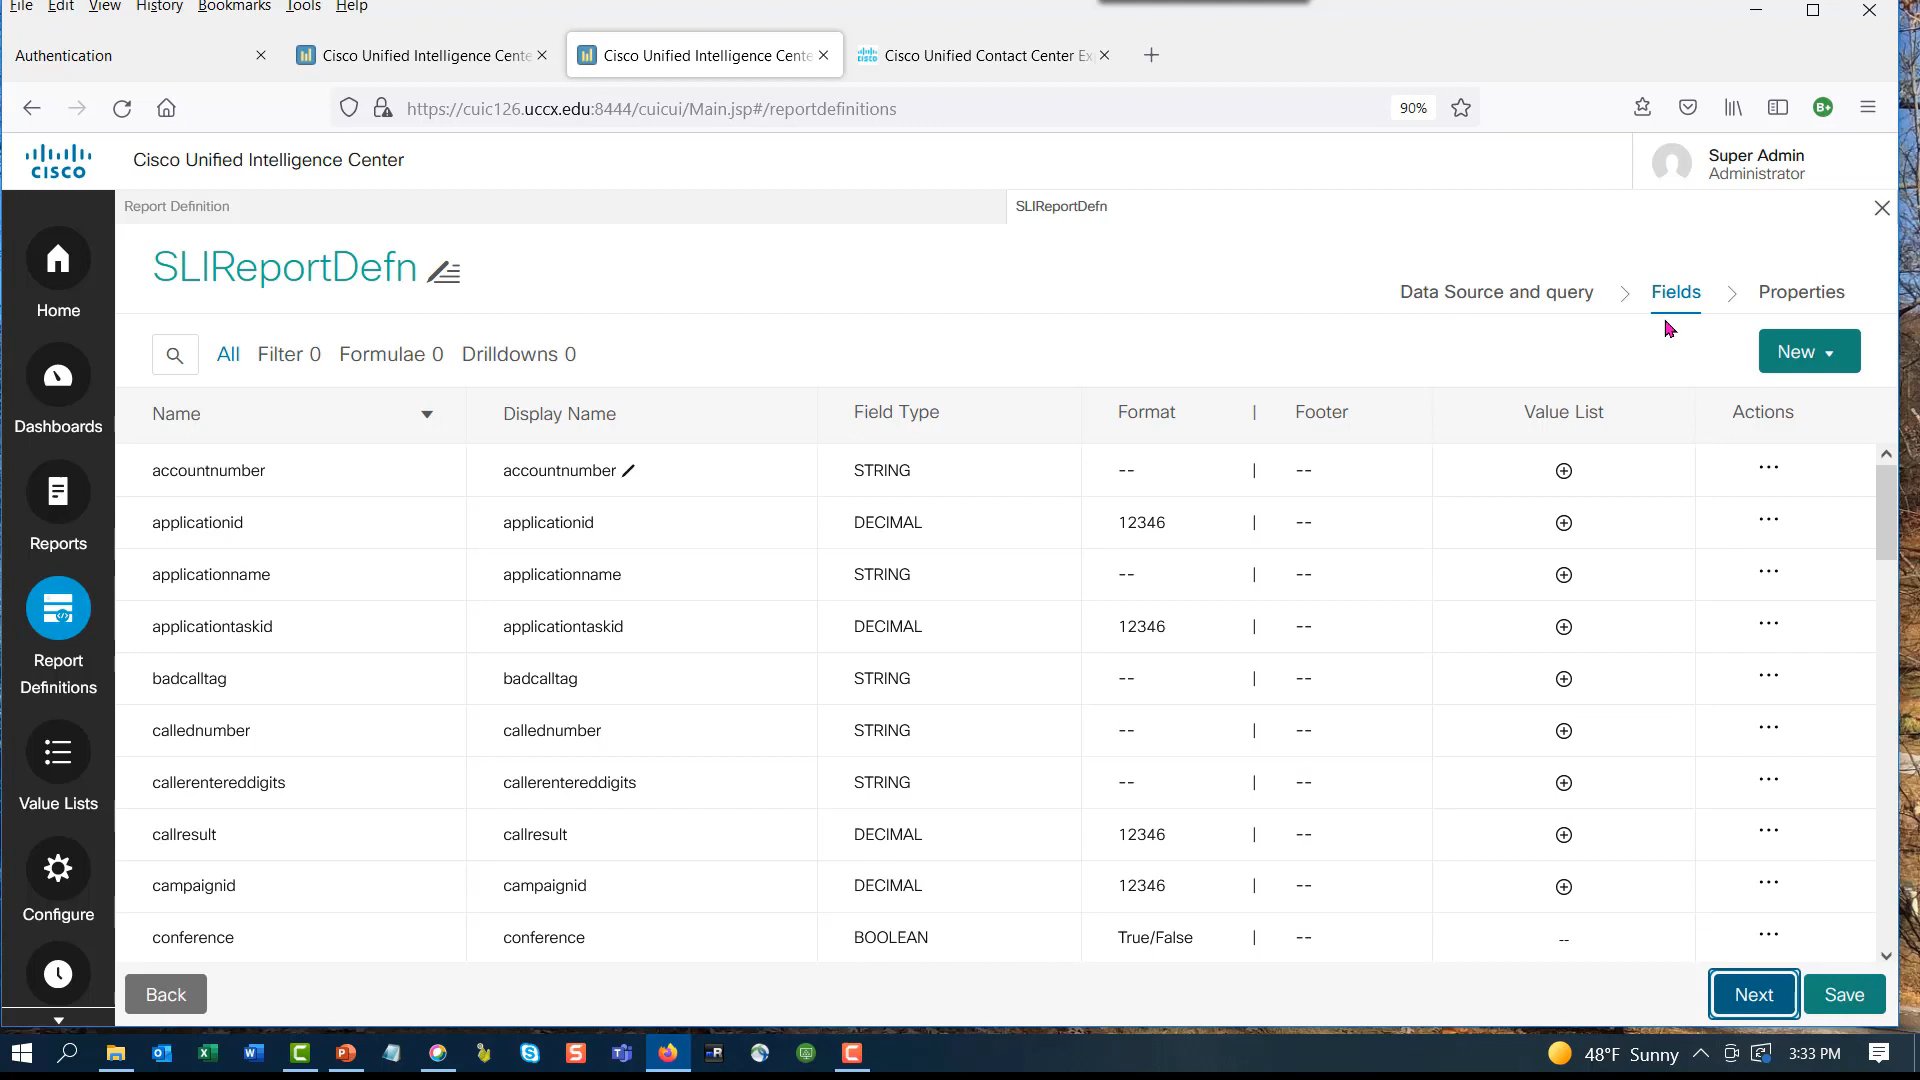 File Edit View History Bookmarks Tools Help
Authentication
Cisco Unified Intelligence Cente
Cisco Unified Intelligence Cente
Cisco Unified Contact Center Ex
https://cuic126.uccx.edu:8444/cuicui/Main.jsp#/reportdefinitions
90%
B+
CISCO
Cisco Unified Intelligence Center
Super Admin
Administrator
Report Definition
SLIReportDefn
SLIReportDefn
Data Source and query > Fields > Properties
All Filter 0 Formulae 0 Drilldowns 0
New
Name Display Name Field Type Format | Footer Value List Actions
accountnumber accountnumber STRING -- | -- ...
applicationid applicationid DECIMAL 12346 | -- ...
applicationname applicationname STRING -- | -- ...
applicationtaskid applicationtaskid DECIMAL 12346 | -- ...
badcalltag badcalltag STRING -- | -- ...
callednumber callednumber STRING -- | -- ...
callerentereddigits callerentereddigits STRING -- | -- ...
callresult callresult DECIMAL 12346 | -- ...
campaignid campaignid DECIMAL 12346 | -- ...
conference conference BOOLEAN True/False | -- -- ...
Home
Dashboards
Reports
Report
Definitions
Value Lists
Configure
Back
Next
Save
48°F Sunny
3:33 PM